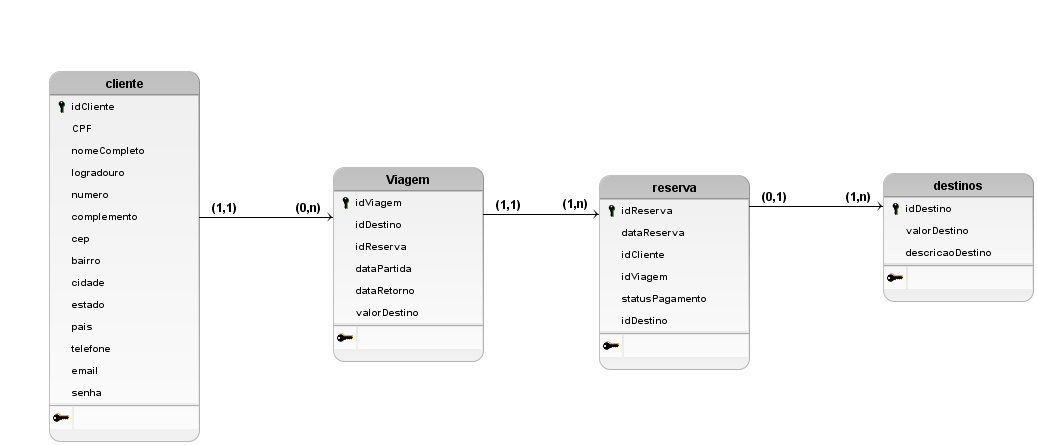 cliente
idCliente
CPF
nomeCompleto
logradouro
numero
complemento
cep
bairro
cidade
estado
pais
telefone
email
senha
(1,1)
(0,n)
Viagem
idViagem
idDestino
idReserva
dataPartida
dataRetorno
valorDestino
(1,1)
(1,n)
reserva
idReserva
dataReserva
idCliente
idViagem
statusPagamento
idDestino
(0,1)
(1,n)
destinos
idDestino
valorDestino
descricaoDestino